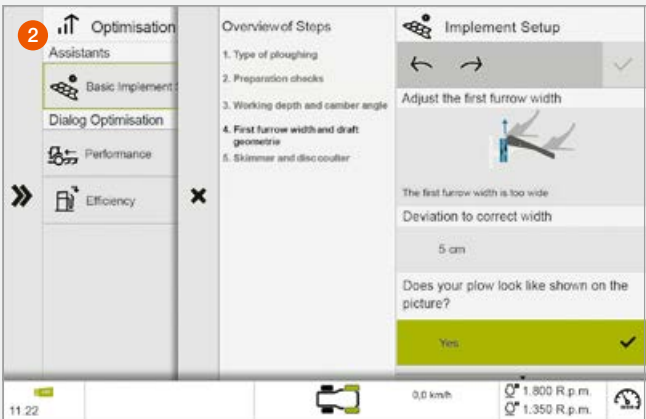 2
Optimisation
Assistants
Basic Implement
Dialog Optimisation
Performance
Efficiency
Overview of Steps
1. Type of ploughing
2. Preparation checks
3. Working depth and camber angle
4. First furrow width and draft
geometrie
5. Skimmer and disc coulter
Implement Setup
Adjust the first furrow width
The first furrow width is too wide
Deviation to correct width
5 cm
Does your plow look like shown on the
picture?
Yes
11:22
0,0 km/h
1.800 R.p.m.
1.350 R.p.m.